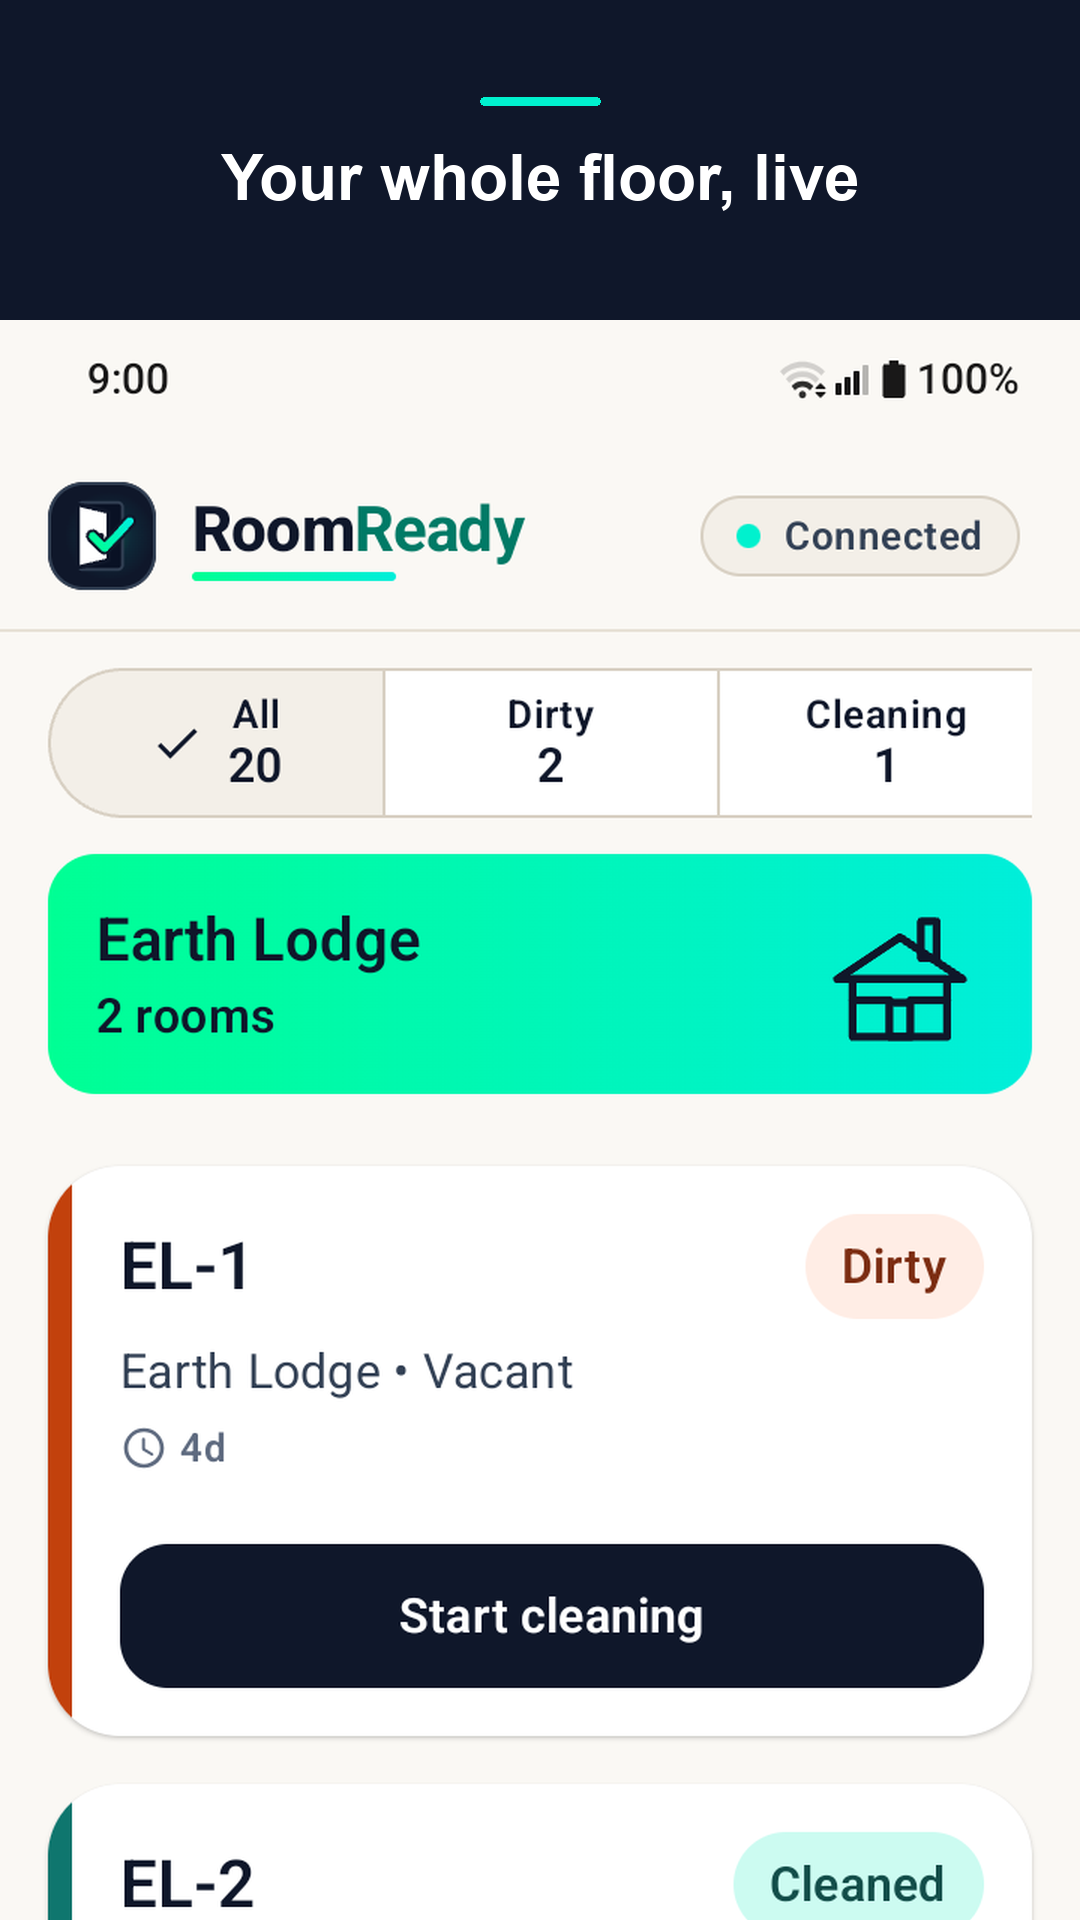 Your whole floor, live
9:00
100%
RoomReady
Connected
All
20
Dirty
2
Cleaning
1
Earth Lodge
2 rooms
EL-1
Dirty
Earth Lodge • Vacant
4d
Start cleaning
EL-2
Cleaned